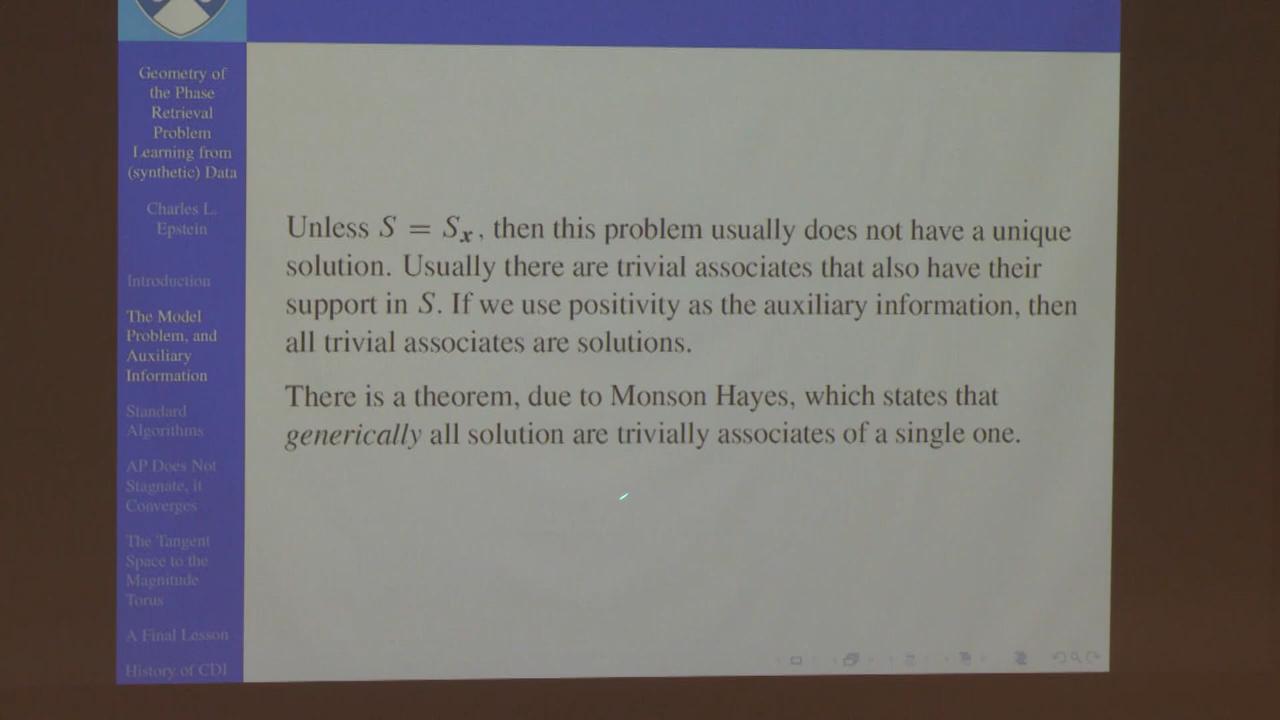 Geometry of
the Phase
Retrieval
Problem
Learning from
(synthetic) Data
Charles L.
Epstein
Introduction
The Model
Problem, and
Auxiliary
Information
Standard
Algorithms
AP Does Not
Stagnate, it
Converges
The Tangent
Space to the
Magnitude
Torus
A Final Lesson
History of CDI
Unless S = Sx, then this problem usually does not have a unique
solution. Usually there are trivial associates that also have their
support in S. If we use positivity as the auxiliary information, then
all trivial associates are solutions.
There is a theorem, due to Monson Hayes, which states that
generically all solution are trivially associates of a single one.